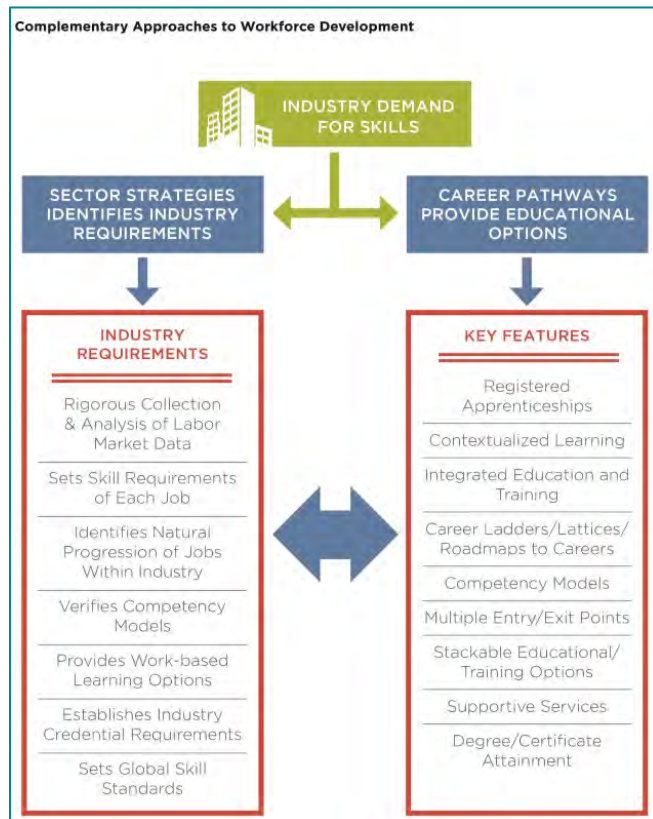 Complementary Approaches to Workforce Development
INDUSTRY DEMAND
FOR SKILLS
SECTOR STRATEGIES
IDENTIFIES INDUSTRY
REQUIREMENTS
CAREER PATHWAYS
PROVIDE EDUCATIONAL
OPTIONS
INDUSTRY
REQUIREMENTS
Rigorous Collection
& Analysis of Labor
Market Data
Sets Skill Requirements
of Each Job
Identifies Natural
Progression of Jobs
Within Industry
Verifies Competency
Models
Provides Work-based
Learning Options
Establishes Industry
Credential Requirements
Sets Global Skill
Standards
KEY FEATURES
Registered
Apprenticeships
Contextualized Learning
Integrated Education and
Training
Career Ladders/Lattices/
Roadmaps to Careers
Competency Models
Multiple Entry/Exit Points
Stackable Educational/
Training Options
Supportive Services
Degree/Certificate
Attainment